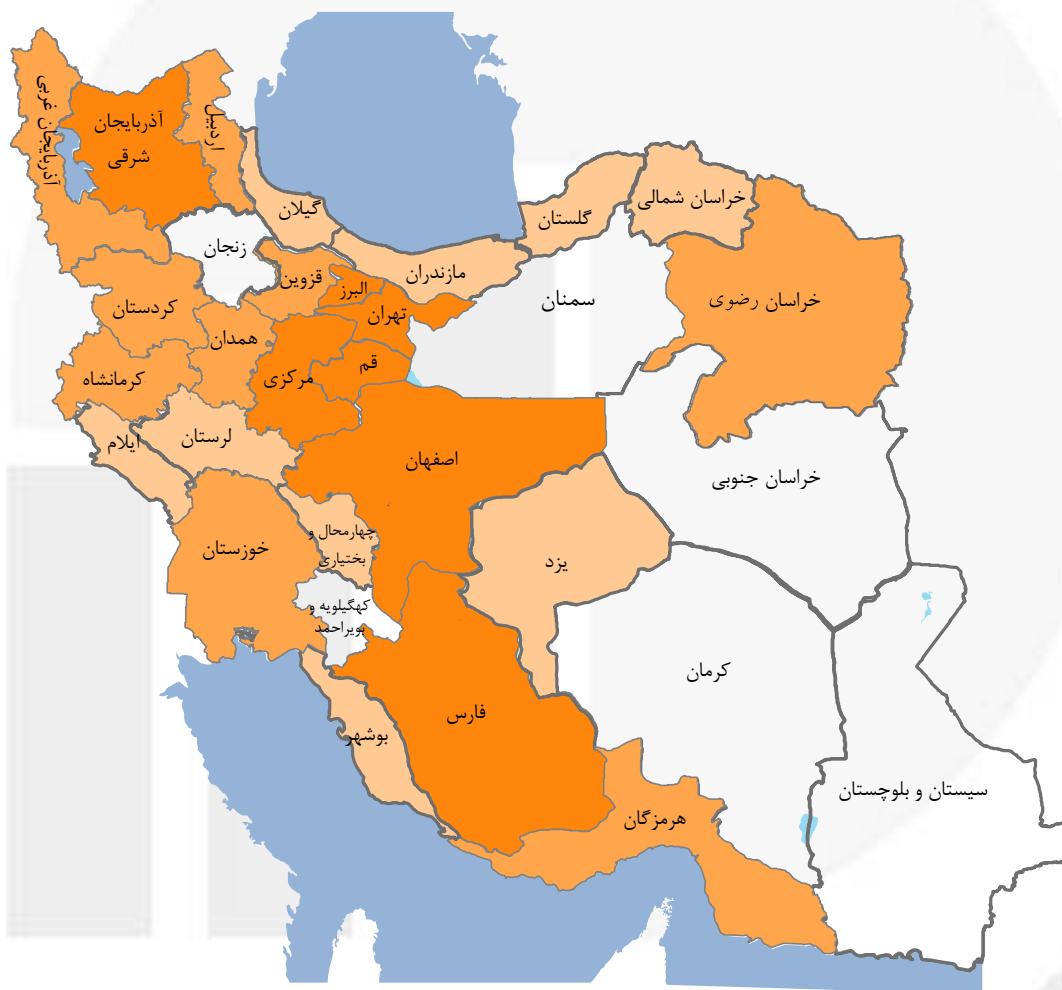 آذربایجان غربی
آذربایجان
شرقی
اردبیل
گیلان
زنجان
قزوین
البرز
تهران
مازندران
گلستان
خراسان شمالی
خراسان رضوی
سمنان
کردستان
همدان
کرمانشاه
مرکزی
قم
ایلام
لرستان
اصفهان
خراسان جنوبی
خوزستان
چهارمحال و
بختیاری
یزد
کهگیلویه و
بویراحمد
کرمان
فارس
بوشهر
هرمزگان
سیستان و بلوچستان